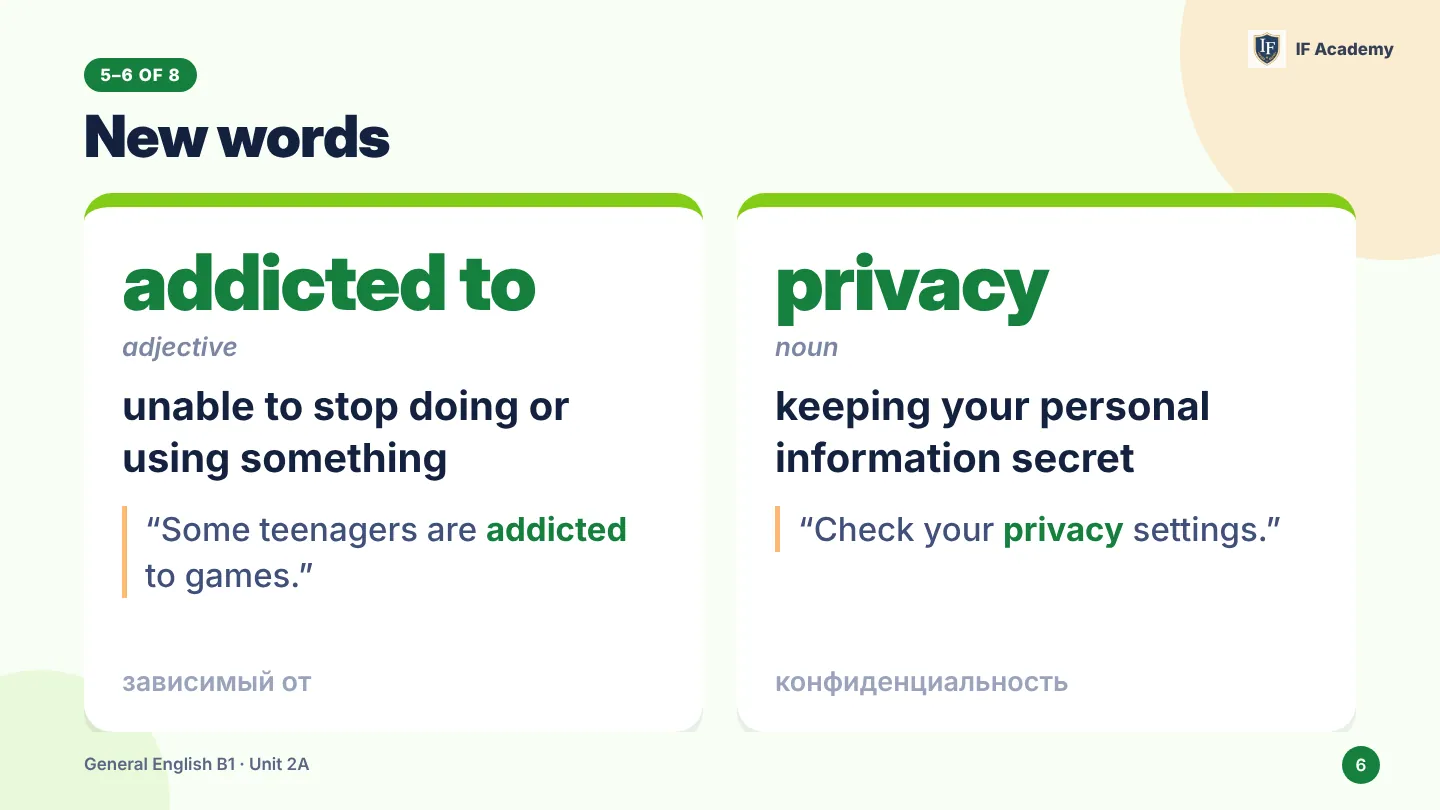 IF
IF Academy
5–6 OF 8
New words
addicted to
adjective
unable to stop doing or
using something
“Some teenagers are addicted
to games.”
зависимый от
privacy
noun
keeping your personal
information secret
“Check your privacy settings.”
конфиденциальность
General English B1 · Unit 2A
6